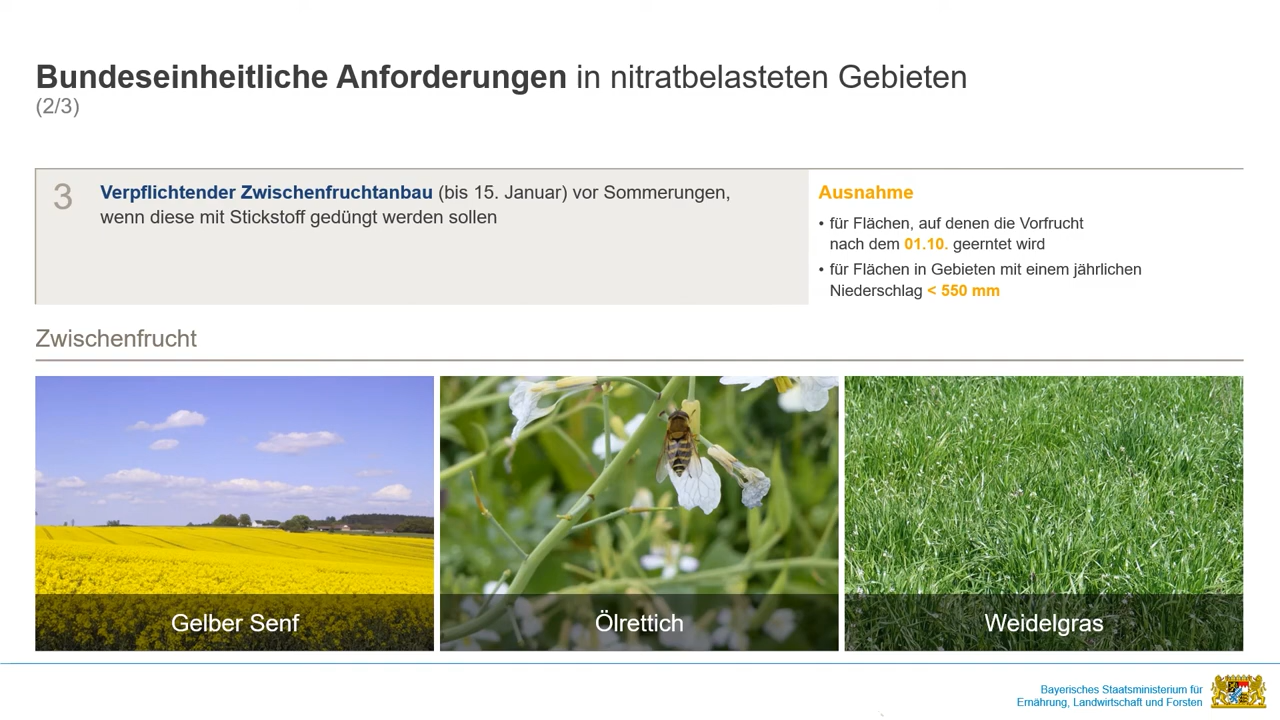 Bundeseinheitliche Anforderungen in nitratbelasteten Gebieten
(2/3)
3
Verpflichtender Zwischenfruchtanbau (bis 15. Januar) vor Sommerungen,
wenn diese mit Stickstoff gedüngt werden sollen
Ausnahme
• für Flächen, auf denen die Vorfrucht
nach dem 01.10. geerntet wird
• für Flächen in Gebieten mit einem jährlichen
Niederschlag < 550 mm
Zwischenfrucht
Gelber Senf
Ölrettich
Weidelgras
Bayerisches Staatsministerium für
Ernährung, Landwirtschaft und Forsten